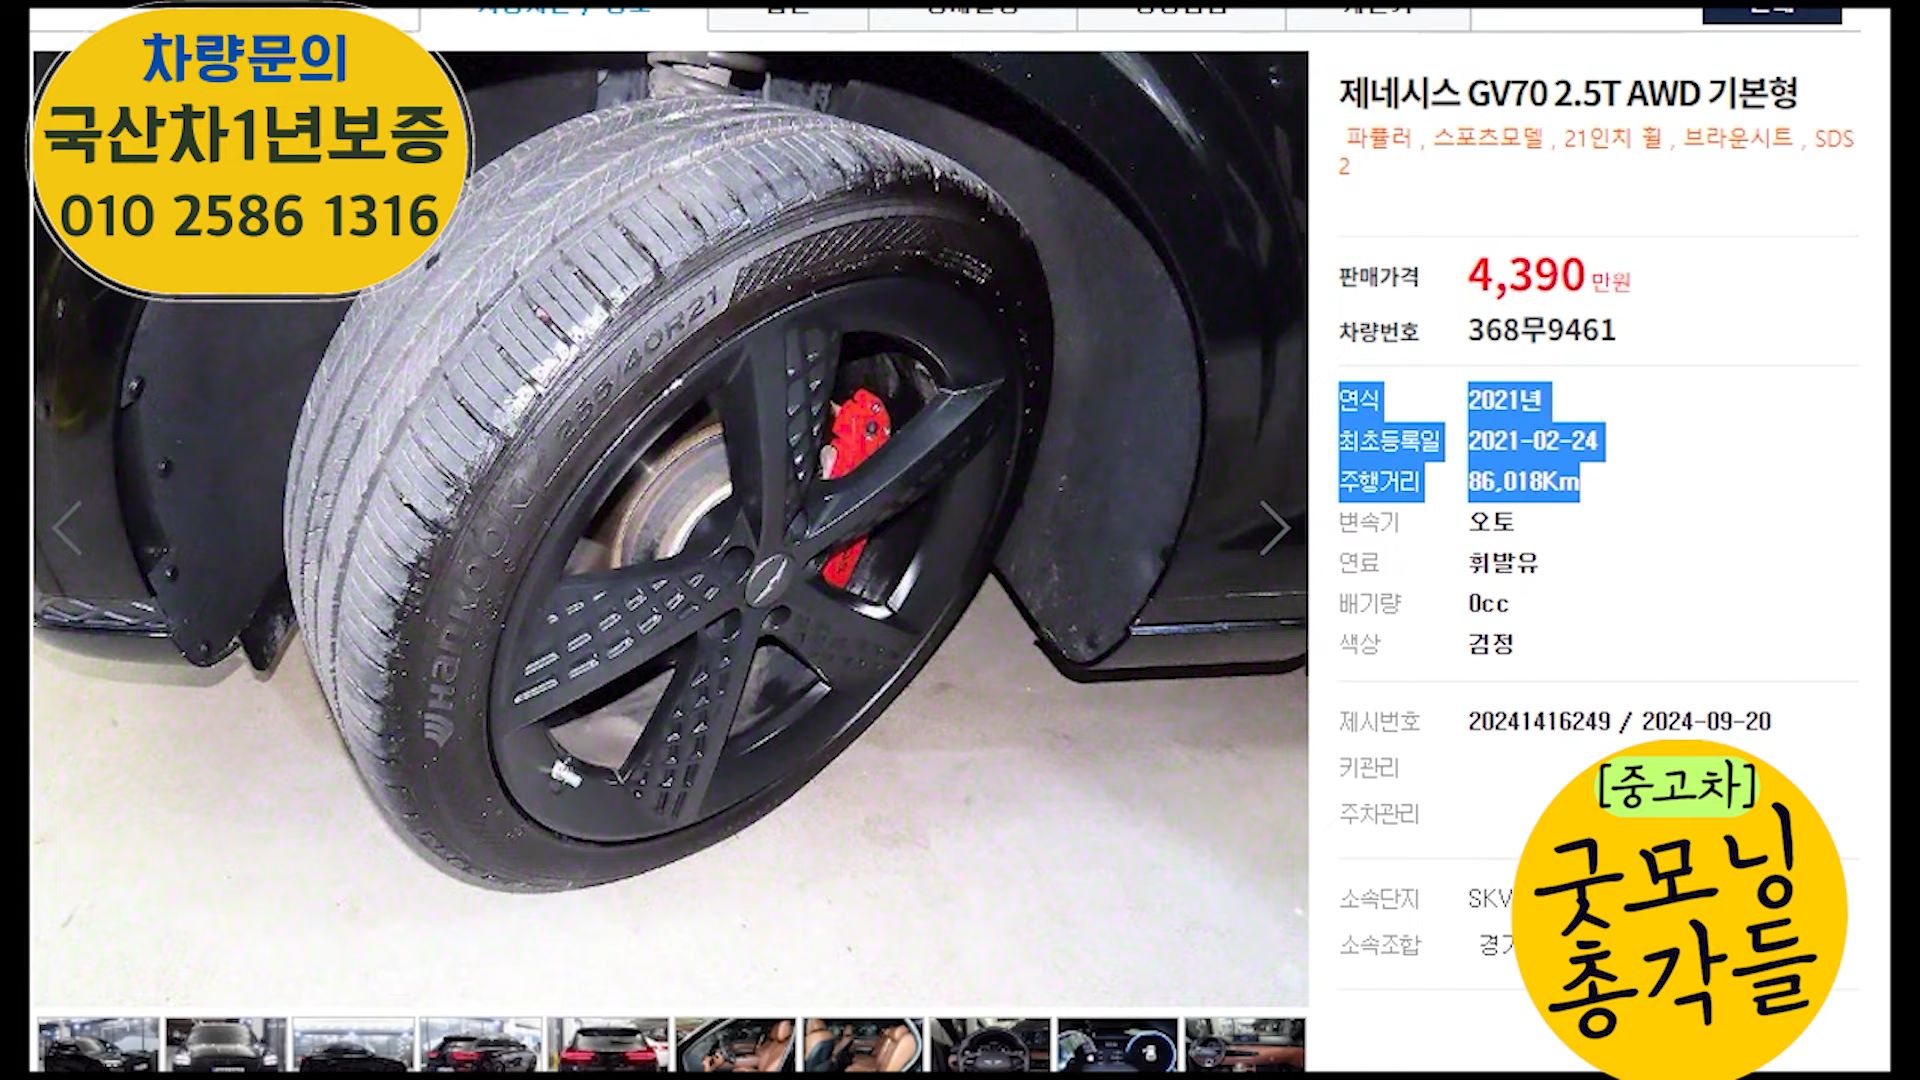 차량문의
국산차1년보증
010 2586 1316
제네시스 GV70 2.5T AWD 기본형
파퓰러 , 스포츠모델 , 21인치 휠 , 브라운시트 , SDS
2
판매가격 4,390 만원
차량번호 368무9461
연식 2021년
최초등록일 2021-02-24
주행거리 86,018Km
변속기 오토
연료 휘발유
배기량 0cc
색상 검정
제시번호 20241416249 / 2024-09-20
키관리
주차관리
소속단지 SKV
소속조합 경기
[중고차]
굿모닝
총각들
Hankook
255/40R21